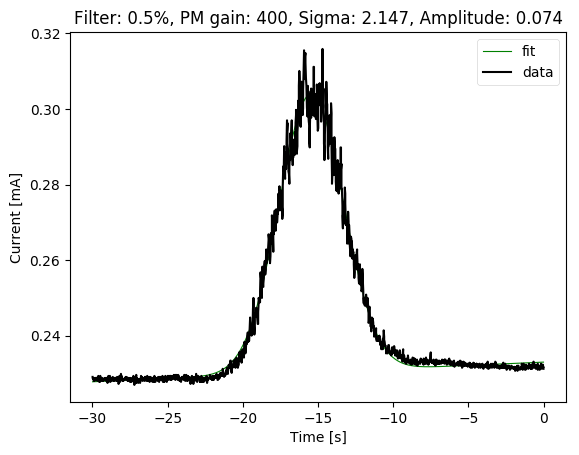 Filter: 0.5%, PM gain: 400, Sigma: 2.147, Amplitude: 0.074
fit
data
Current [mA]
0.32
0.30
0.28
0.26
0.24
−30
−25
−20
−15
−10
−5
0
Time [s]